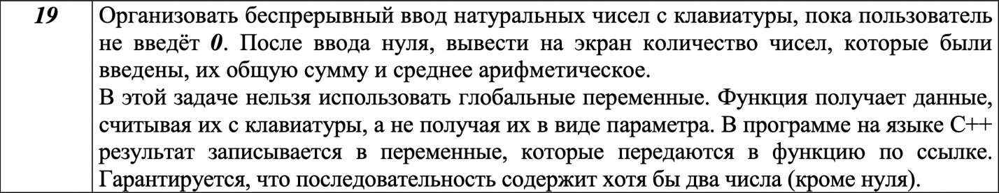 19
Организовать беспрерывный ввод натуральных чисел с клавиатуры, пока пользователь
не введёт 0. После ввода нуля, вывести на экран количество чисел, которые были
введены, их общую сумму и среднее арифметическое.
В этой задаче нельзя использовать глобальные переменные. Функция получает данные,
считывая их с клавиатуры, а не получая их в виде параметра. В программе на языке C++
результат записывается в переменные, которые передаются в функцию по ссылке.
Гарантируется, что последовательность содержит хотя бы два числа (кроме нуля).